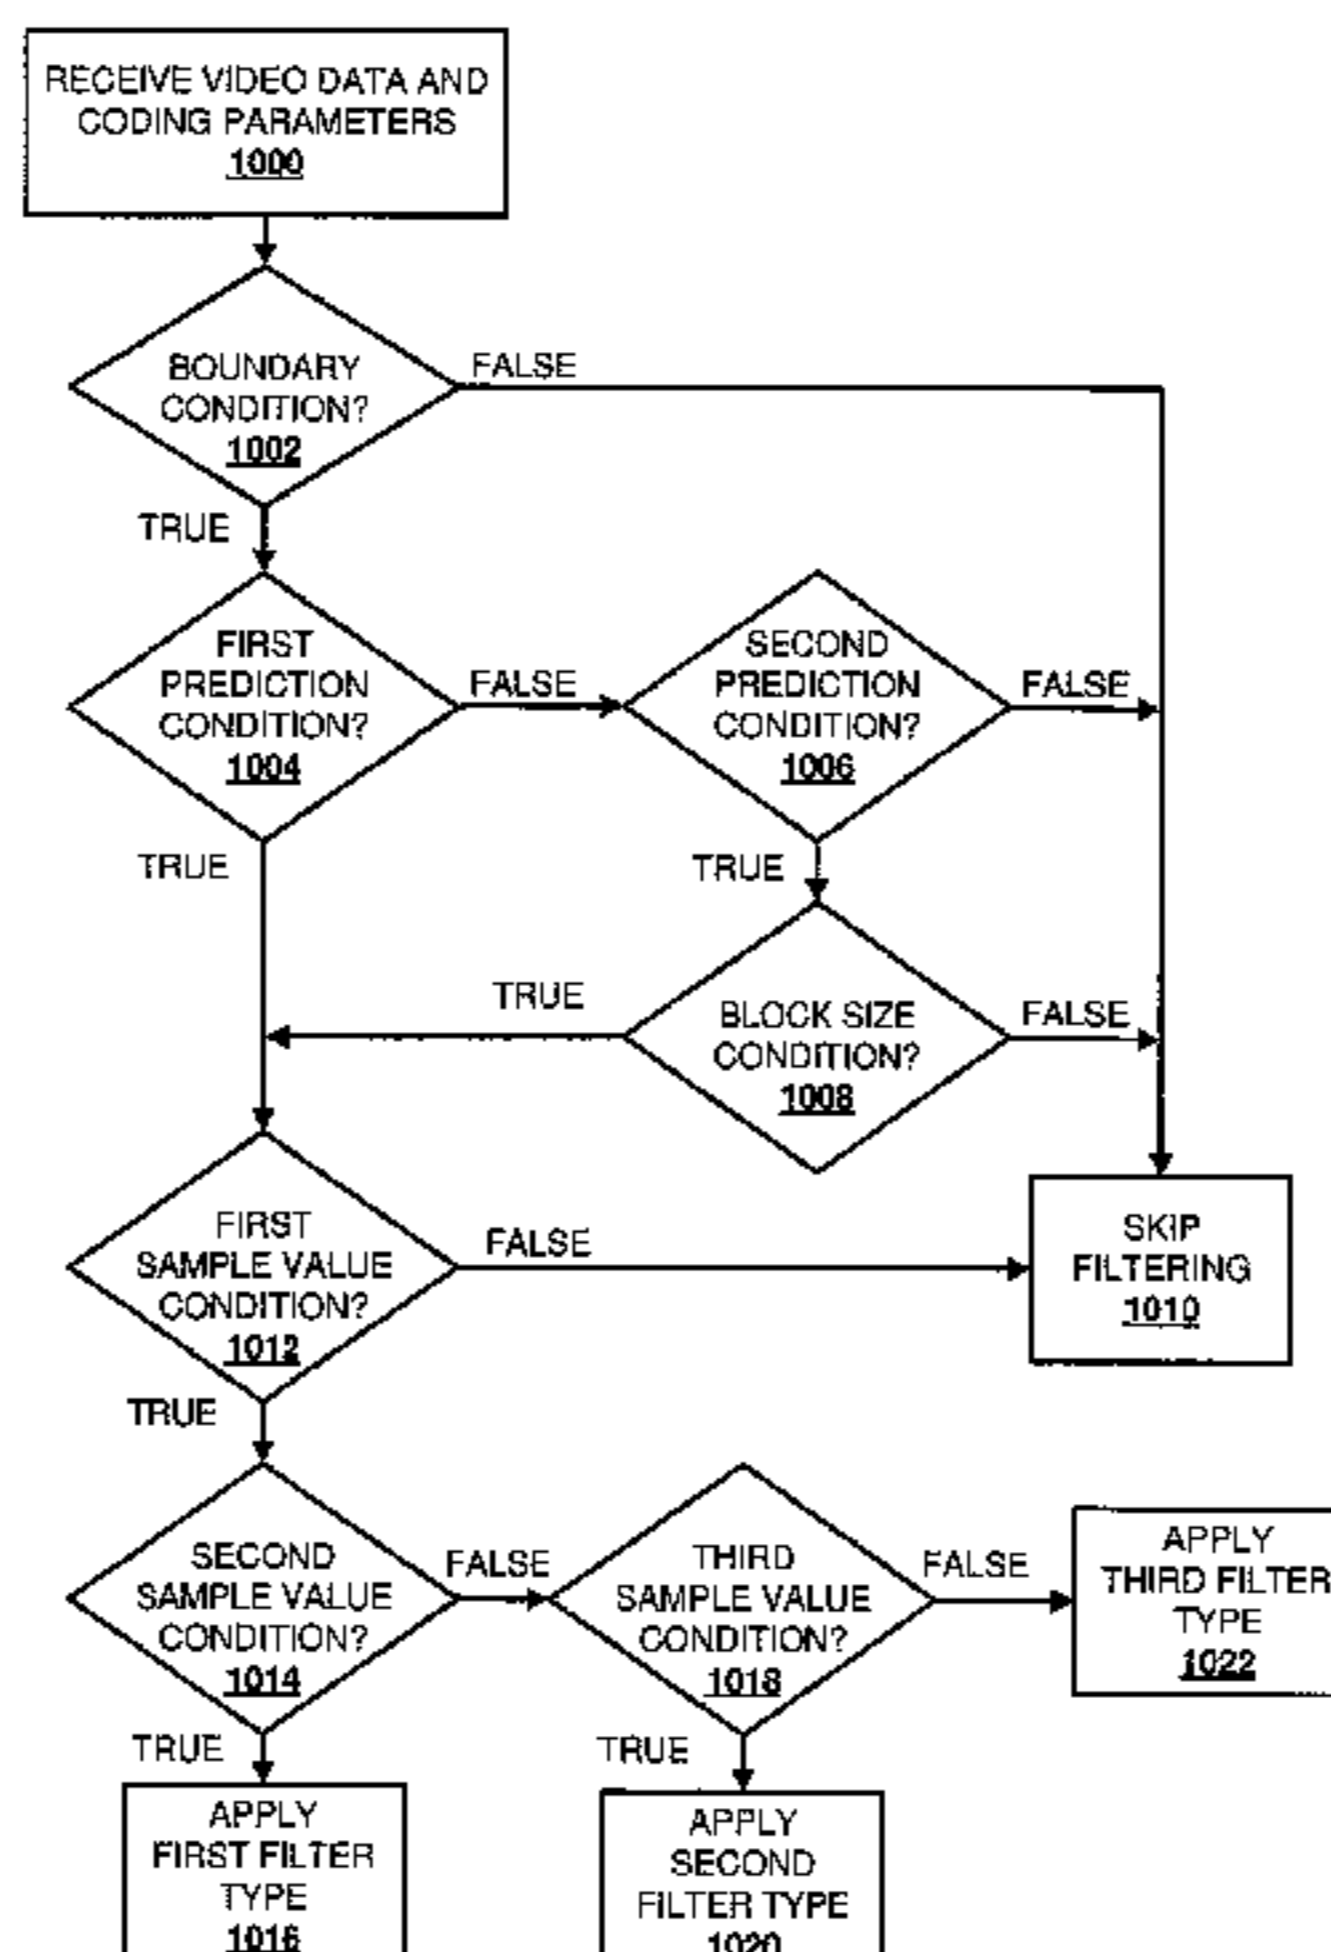 RECEIVE VIDEO DATA AND
CODING PARAMETERS
1000
BOUNDARY
CONDITION?
1002
FALSE
TRUE
FIRST
PREDICTION
CONDITION?
1004
FALSE
SECOND
PREDICTION
CONDITION?
1006
FALSE
TRUE
TRUE
BLOCK SIZE
CONDITION?
1008
TRUE
FALSE
FIRST
SAMPLE VALUE
CONDITION?
1012
FALSE
SKIP
FILTERING
1010
TRUE
SECOND
SAMPLE VALUE
CONDITION?
1014
FALSE
THIRD
SAMPLE VALUE
CONDITION?
1018
FALSE
APPLY
THIRD FILTER
TYPE
1022
TRUE
TRUE
APPLY
FIRST FILTER
TYPE
1016
APPLY
SECOND
FILTER TYPE
1020